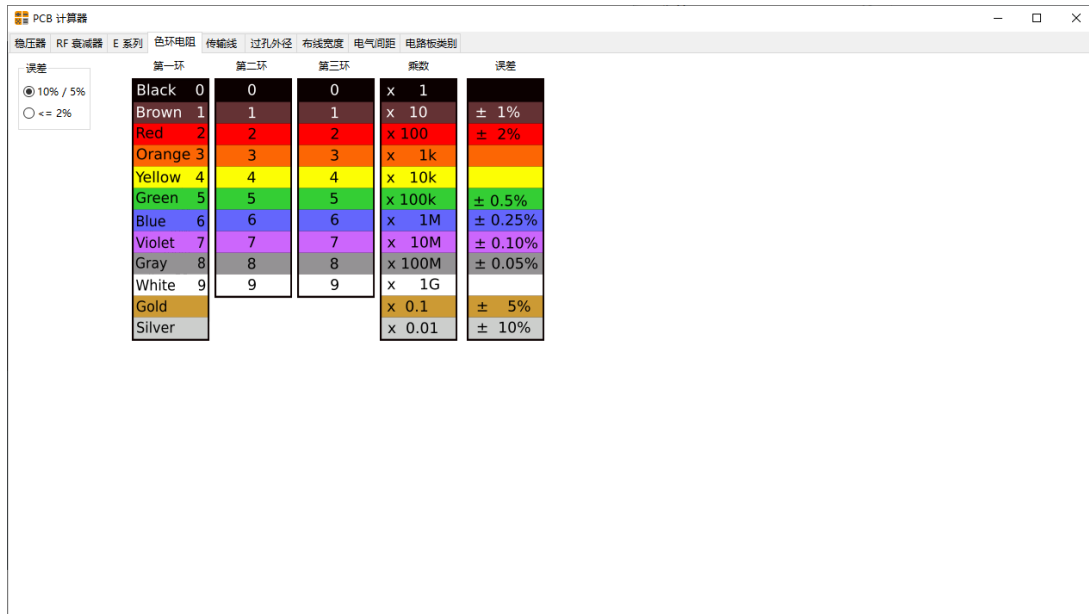 PCB 计算器
稳压器 RF 衰减器 E 系列 色环电阻 传输线 过孔外径 布线宽度 电气间距 电路板类别
误差 第一环 第二环 第三环 乘数 误差
10% / 5%
<= 2%
Black 0 0 0 x 1
Brown 1 1 1 x 10 ± 1%
Red 2 2 2 x 100 ± 2%
Orange 3 3 3 x 1k
Yellow 4 4 4 x 10k
Green 5 5 5 x 100k ± 0.5%
Blue 6 6 6 x 1M ± 0.25%
Violet 7 7 7 x 10M ± 0.10%
Gray 8 8 8 x 100M ± 0.05%
White 9 9 9 x 1G
Gold x 0.1 ± 5%
Silver x 0.01 ± 10%